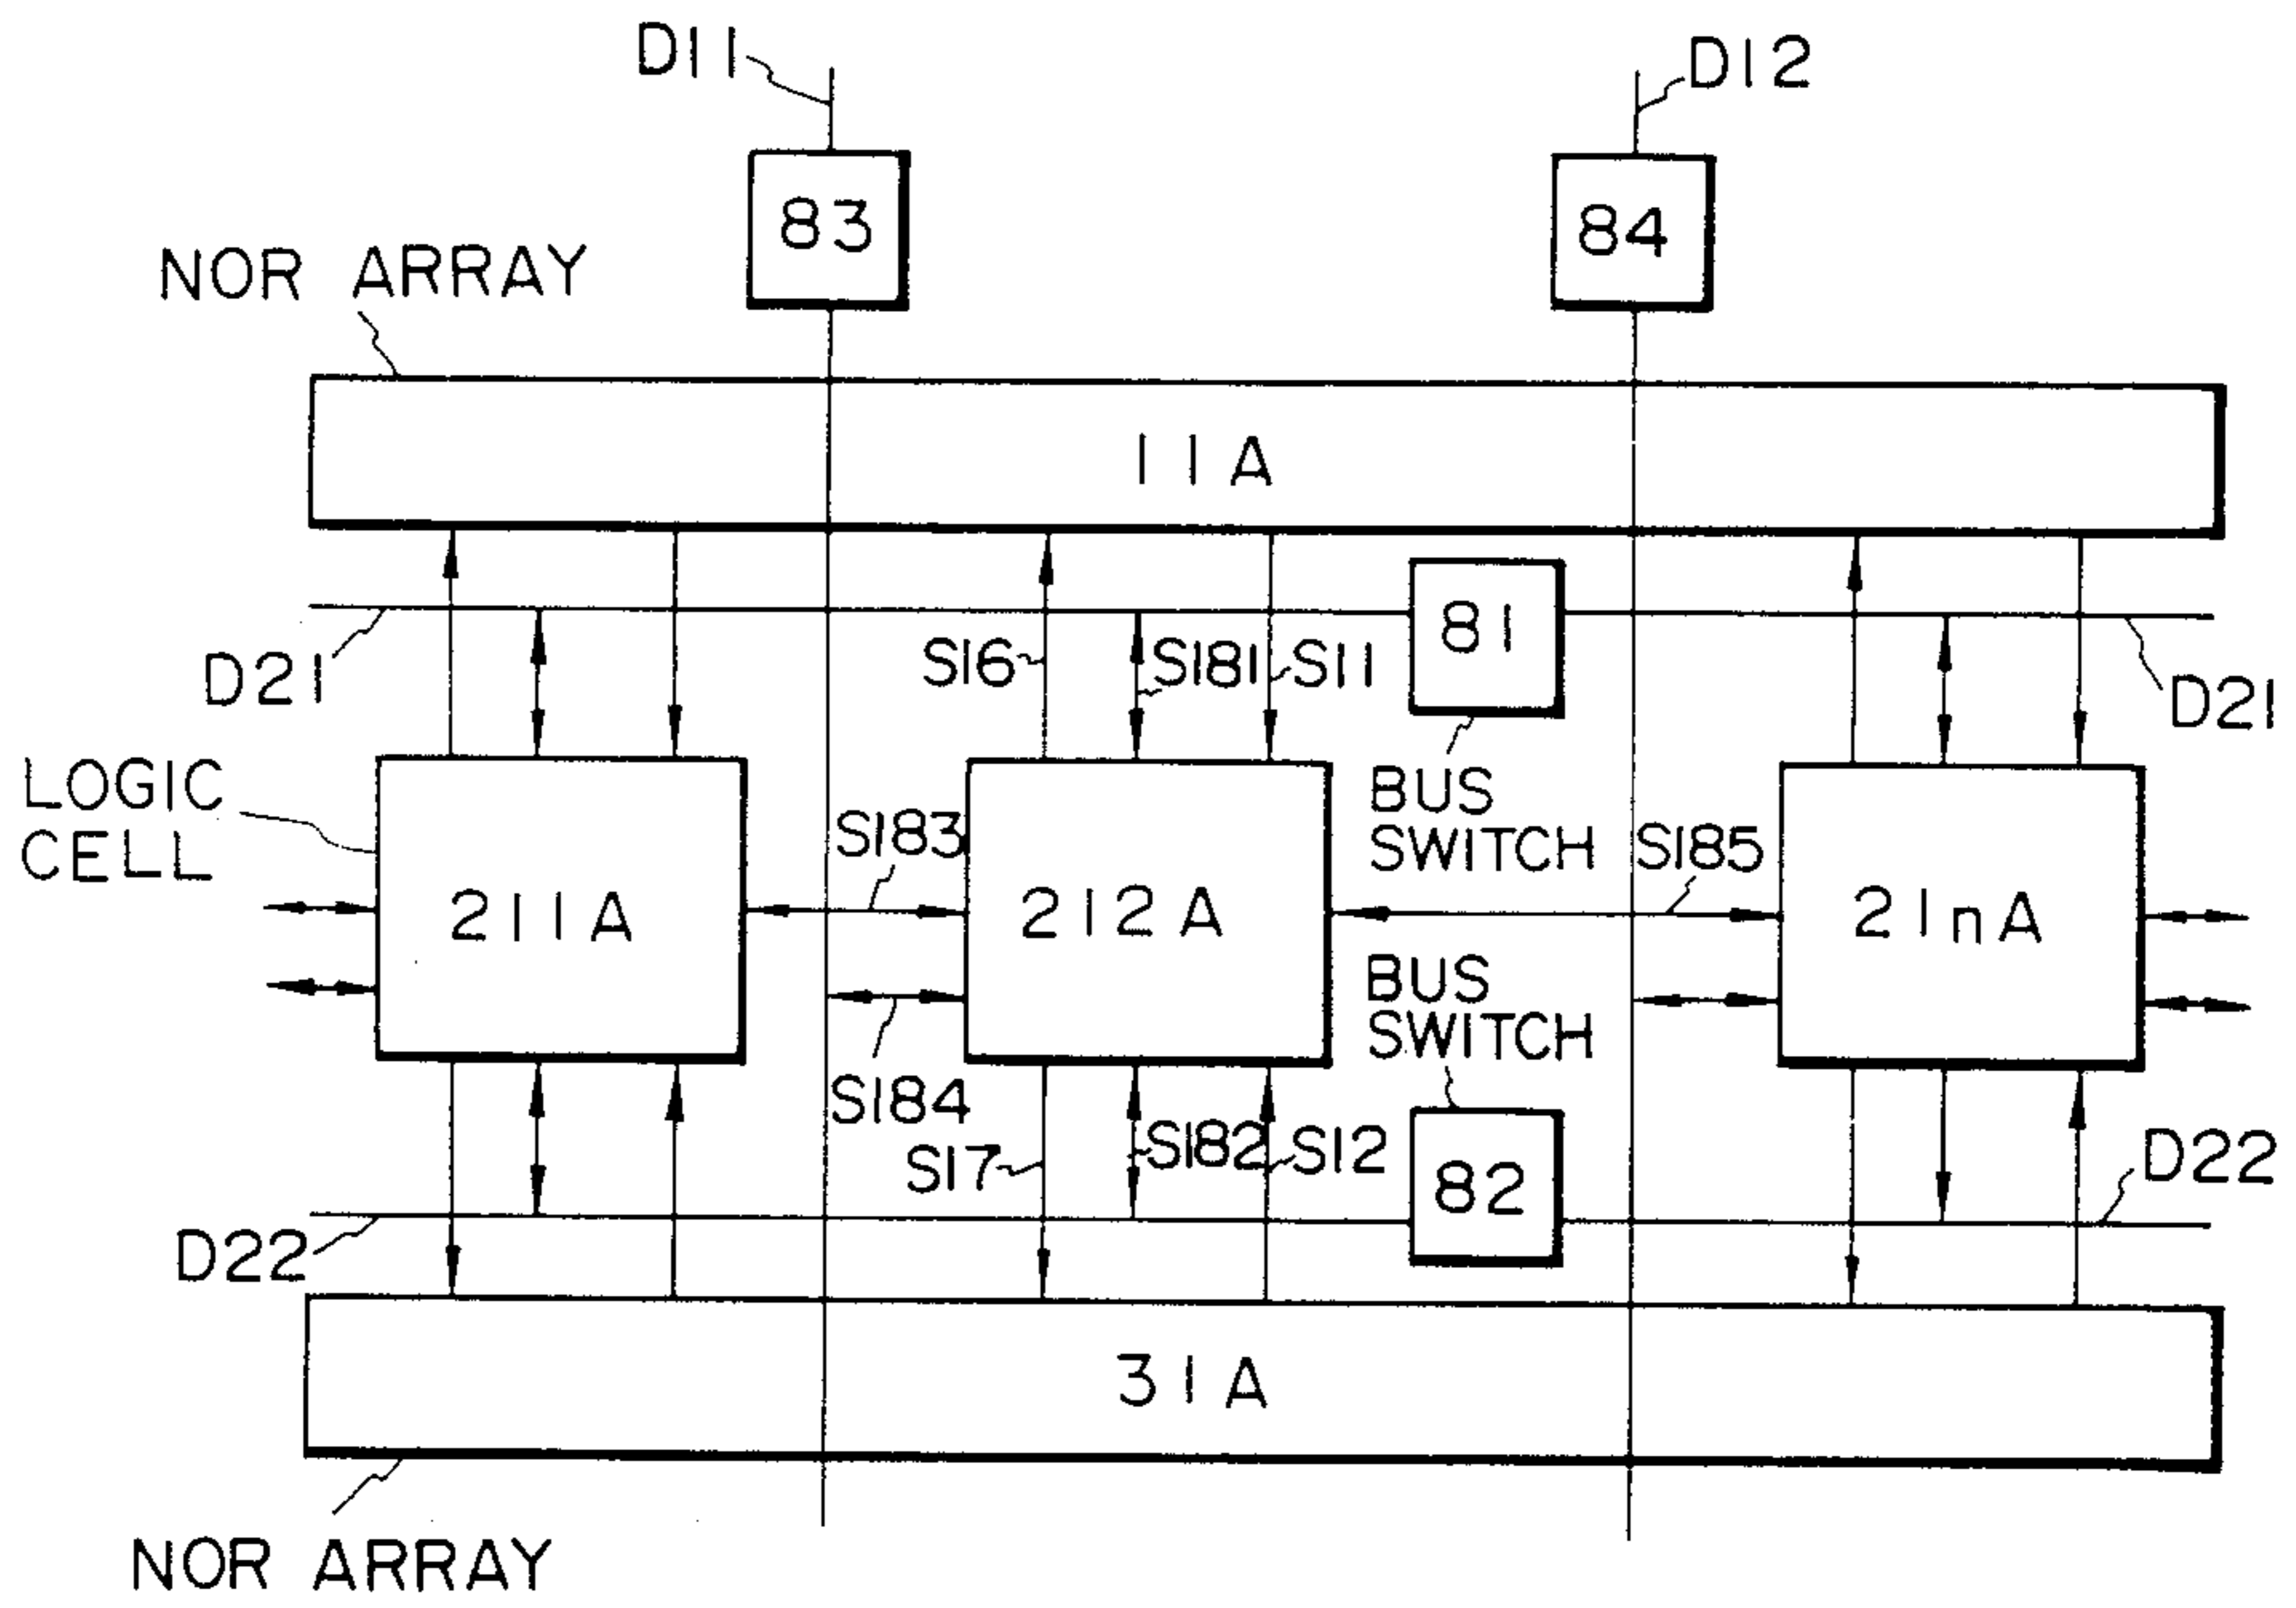 D11
D12
83
84
NOR ARRAY
11A
81
S16
S181
S11
D21
D21
LOGIC
CELL
BUS
SWITCH
S183
S185
211A
212A
21nA
BUS
SWITCH
S184
S17
S182
S12
82
D22
D22
31A
NOR ARRAY